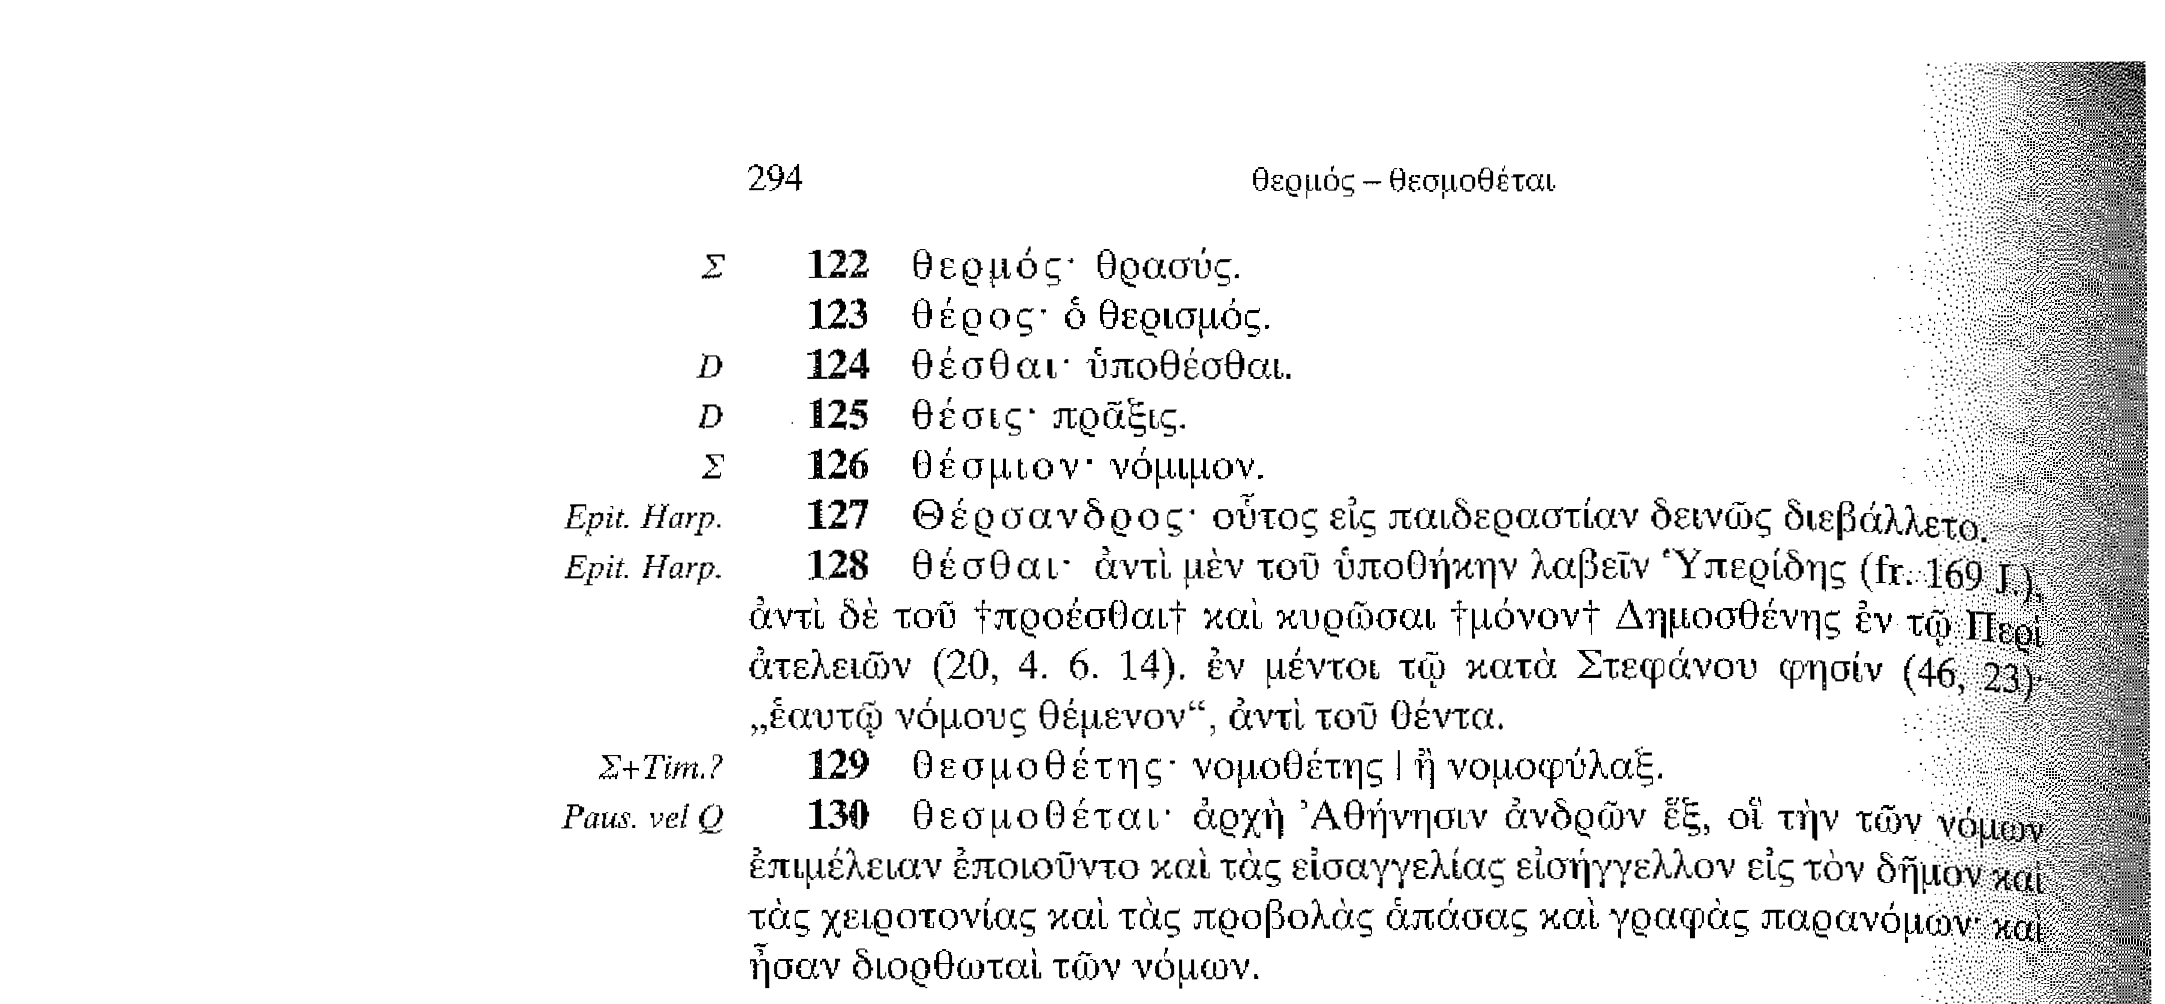 294 θερμός – θεσμοθέται
Σ 122 θερμός· θρασύς.
123 θέρος· ὁ θερισμός.
D 124 θέσθαι· ὑποθέσθαι.
D 125 θέσις· πρᾶξις.
Σ 126 θέσμιον· νόμιμον.
Epit. Harp. 127 Θέρσανδρος· οὗτος εἰς παιδεραστίαν δεινῶς διεβάλλετο.
Epit. Harp. 128 θέσθαι· ἀντὶ μὲν τοῦ ὑποθήκην λαβεῖν Ὑπερίδης (fr. 169 J.),
ἀντὶ δὲ τοῦ †προέσθαι† καὶ κυρῶσαι †μόνον† Δημοσθένης ἐν τῷ Περὶ
ἀτελειῶν (20, 4. 6. 14). ἐν μέντοι τῷ κατὰ Στεφάνου φησίν (46, 23)·
„ἑαυτῷ νόμους θέμενον“, ἀντὶ τοῦ θέντα.
Σ+Tim.? 129 θεσμοθέτης· νομοθέτης | ἢ νομοφύλαξ.
Paus. vel Q 130 θεσμοθέται· ἀρχὴ Ἀθήνησιν ἀνδρῶν ἕξ, οἳ τὴν τῶν νόμων
ἐπιμέλειαν ἐποιοῦντο καὶ τὰς εἰσαγγελίας εἰσήγγελλον εἰς τὸν δῆμον καὶ
τὰς χειροτονίας καὶ τὰς προβολὰς ἁπάσας καὶ γραφὰς παρανόμων· καὶ
ἦσαν διορθωταὶ τῶν νόμων.